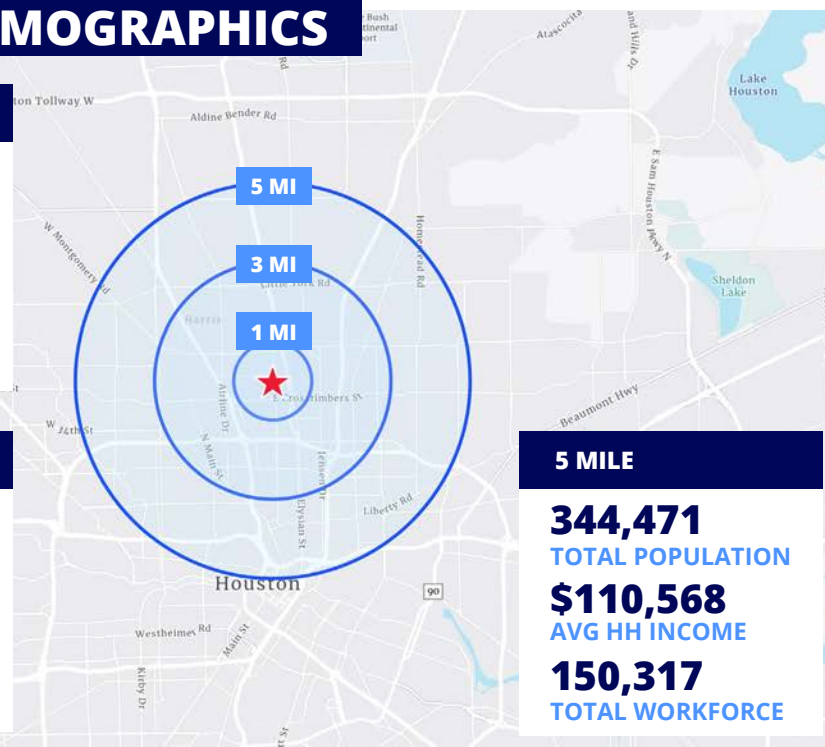 MOGRAPHICS
Bush
tinental
ort
Atascocita
and Hills Dr
Rd
Lake
Houston
ton Tollway W
Aldine Bender Rd
E Sam Houston Pkwy N
5 MI
W Montgomery Rd
Homestead Rd
3 MI
Little York Rd
Sheldon
Lake
Harris
1 MI
E Crosstimbers St
Airline Dr
Beaumont Hwy
W
N Main St
Jensen Dr
Elysian St
Liberty Rd
Houston
90
Westheimer Rd
Main St
Kirby Dr
St
5 MILE
344,471
TOTAL POPULATION
$110,568
AVG HH INCOME
150,317
TOTAL WORKFORCE